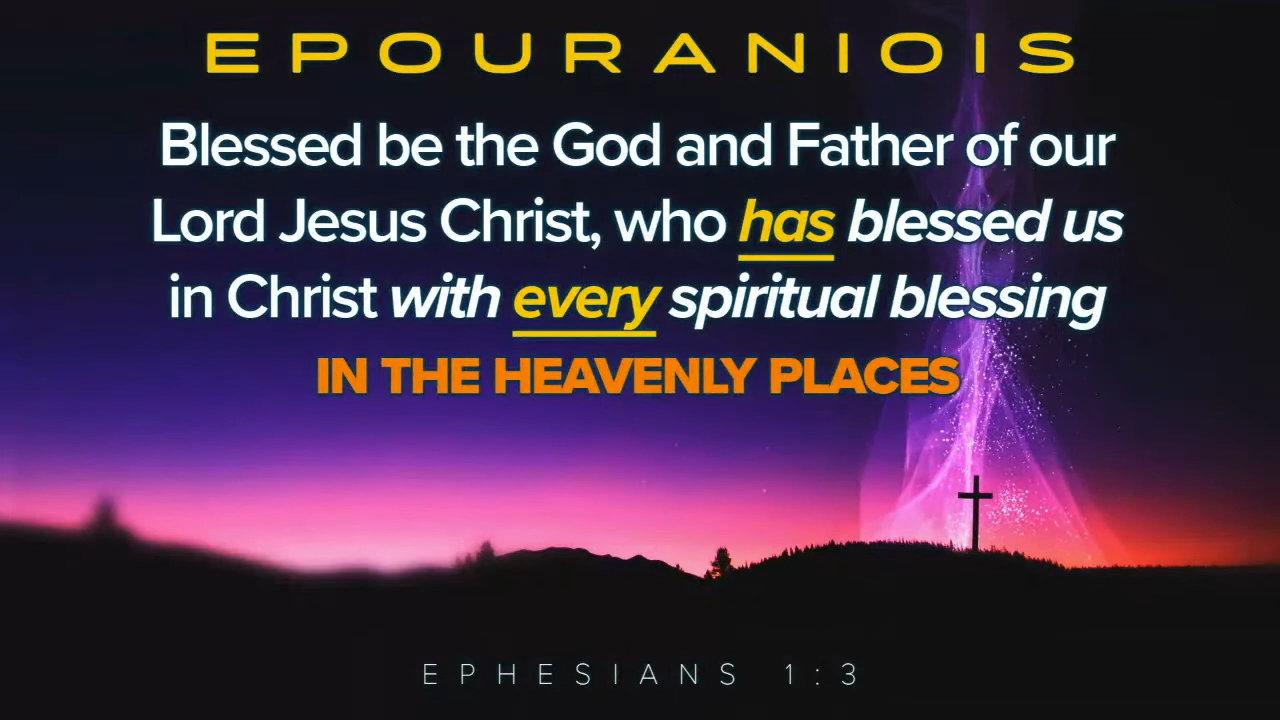 EPOURANIOIS
Blessed be the God and Father of our
Lord Jesus Christ, who has blessed us
in Christ with every spiritual blessing
IN THE HEAVENLY PLACES
EPHESIANS 1:3